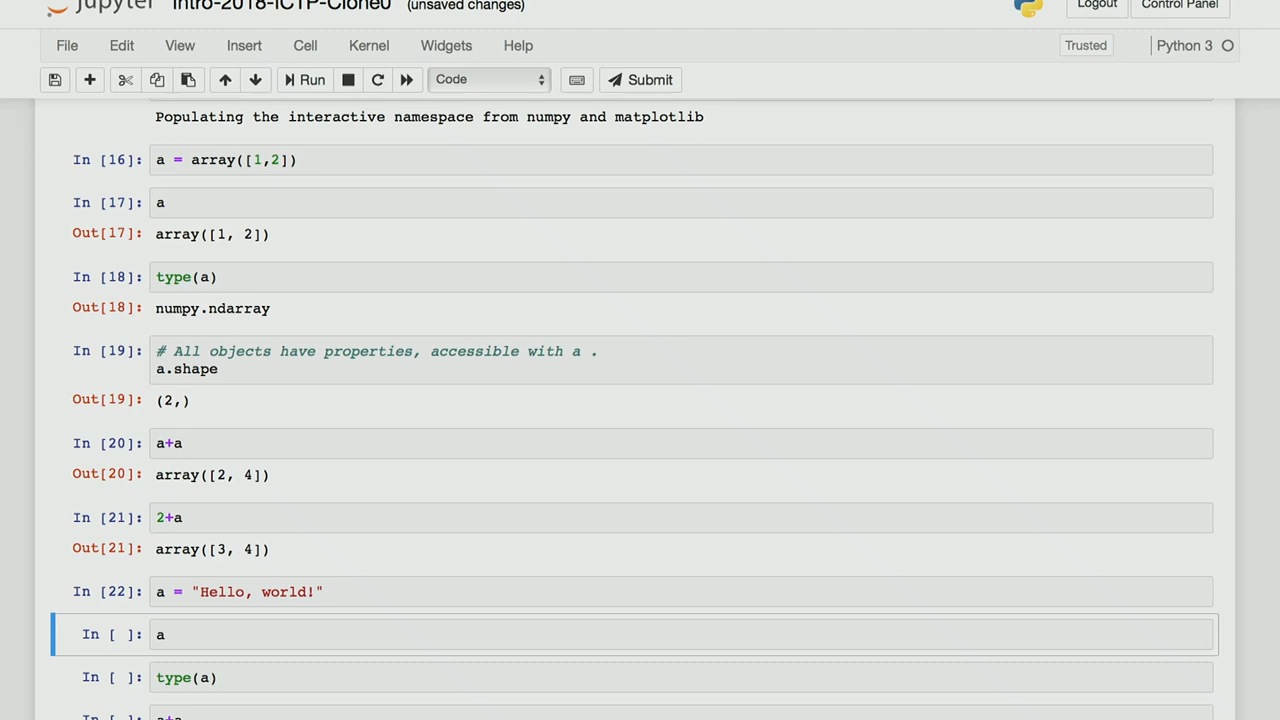 jupyter Intro-2018-ICTP-Clone0 (unsaved changes) Logout Control Panel
File Edit View Insert Cell Kernel Widgets Help Trusted Python 3
Run Code Submit
Populating the interactive namespace from numpy and matplotlib
In [16]: a = array([1,2])
In [17]: a
Out[17]: array([1, 2])
In [18]: type(a)
Out[18]: numpy.ndarray
In [19]: # All objects have properties, accessible with a .
a.shape
Out[19]: (2,)
In [20]: a+a
Out[20]: array([2, 4])
In [21]: 2+a
Out[21]: array([3, 4])
In [22]: a = "Hello, world!"
In [ ]: a
In [ ]: type(a)
In [ ]: a+a